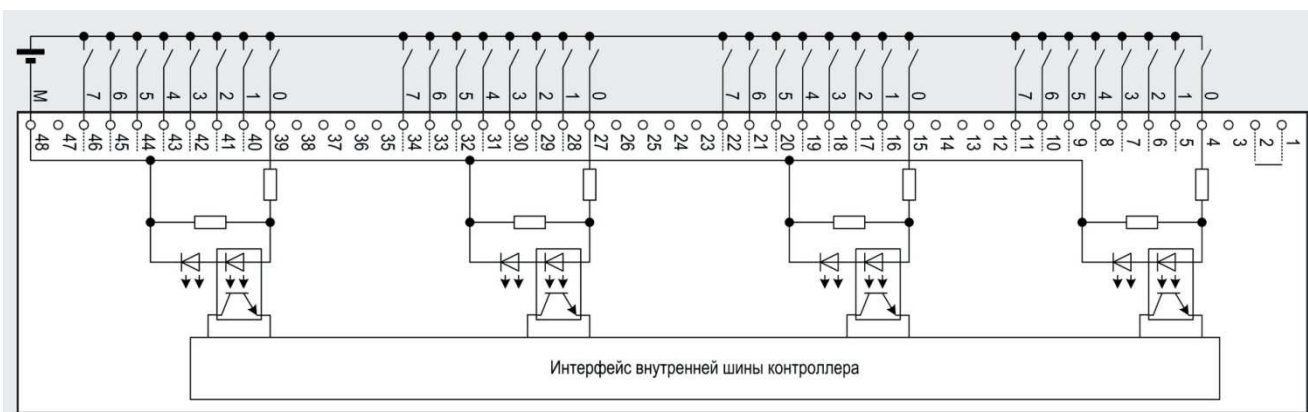 M 7 6 5 4 3 2 1 0 7 6 5 4 3 2 1 0 7 6 5 4 3 2 1 0 7 6 5 4 3 2 1 0
48 47 46 45 44 43 42 41 40 39 38 37 36 35 34 33 32 31 30 29 28 27 26 25 24 23 22 21 20 19 18 17 16 15 14 13 12 11 10 9 8 7 6 5 4 3 2 1
Интерфейс внутренней шины контроллера